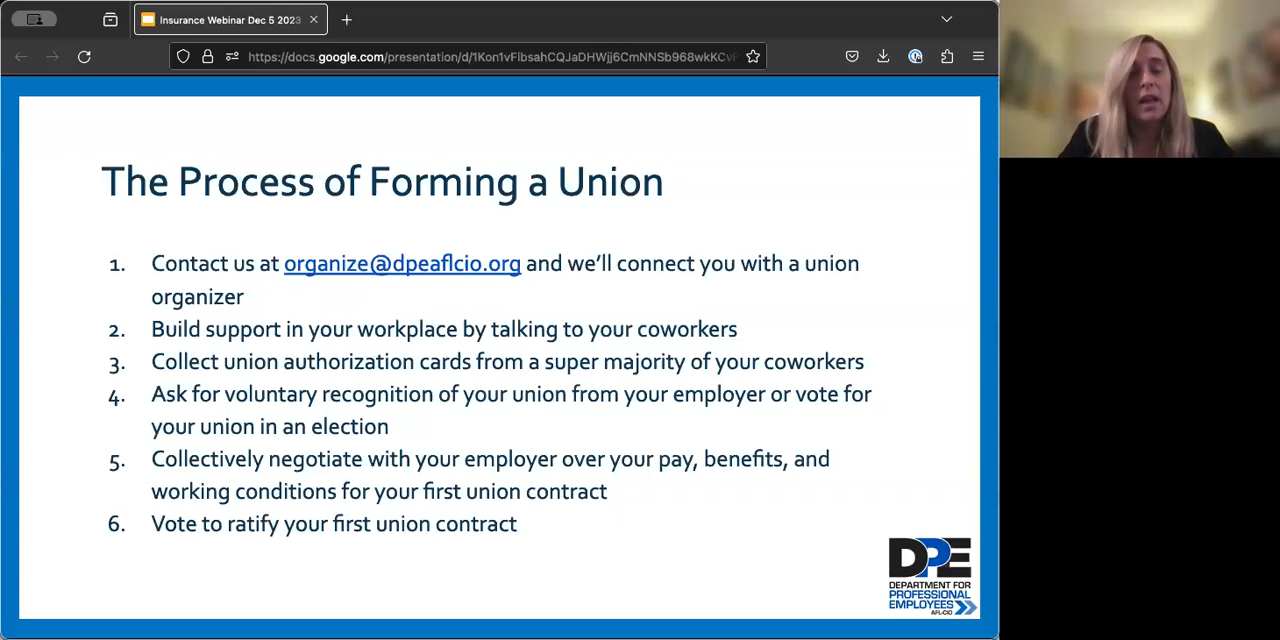 Insurance Webinar Dec 5 2023
https://docs.google.com/presentation/d/
The Process of Forming a Union
1. Contact us at organize@dpeaflcio.org and we'll connect you with a union
organizer
2. Build support in your workplace by talking to your coworkers
3. Collect union authorization cards from a super majority of your coworkers
4. Ask for voluntary recognition of your union from your employer or vote for
your union in an election
5. Collectively negotiate with your employer over your pay, benefits, and
working conditions for your first union contract
6. Vote to ratify your first union contract
DPE
DEPARTMENT FOR
PROFESSIONAL
EMPLOYEES
AFL-CIO